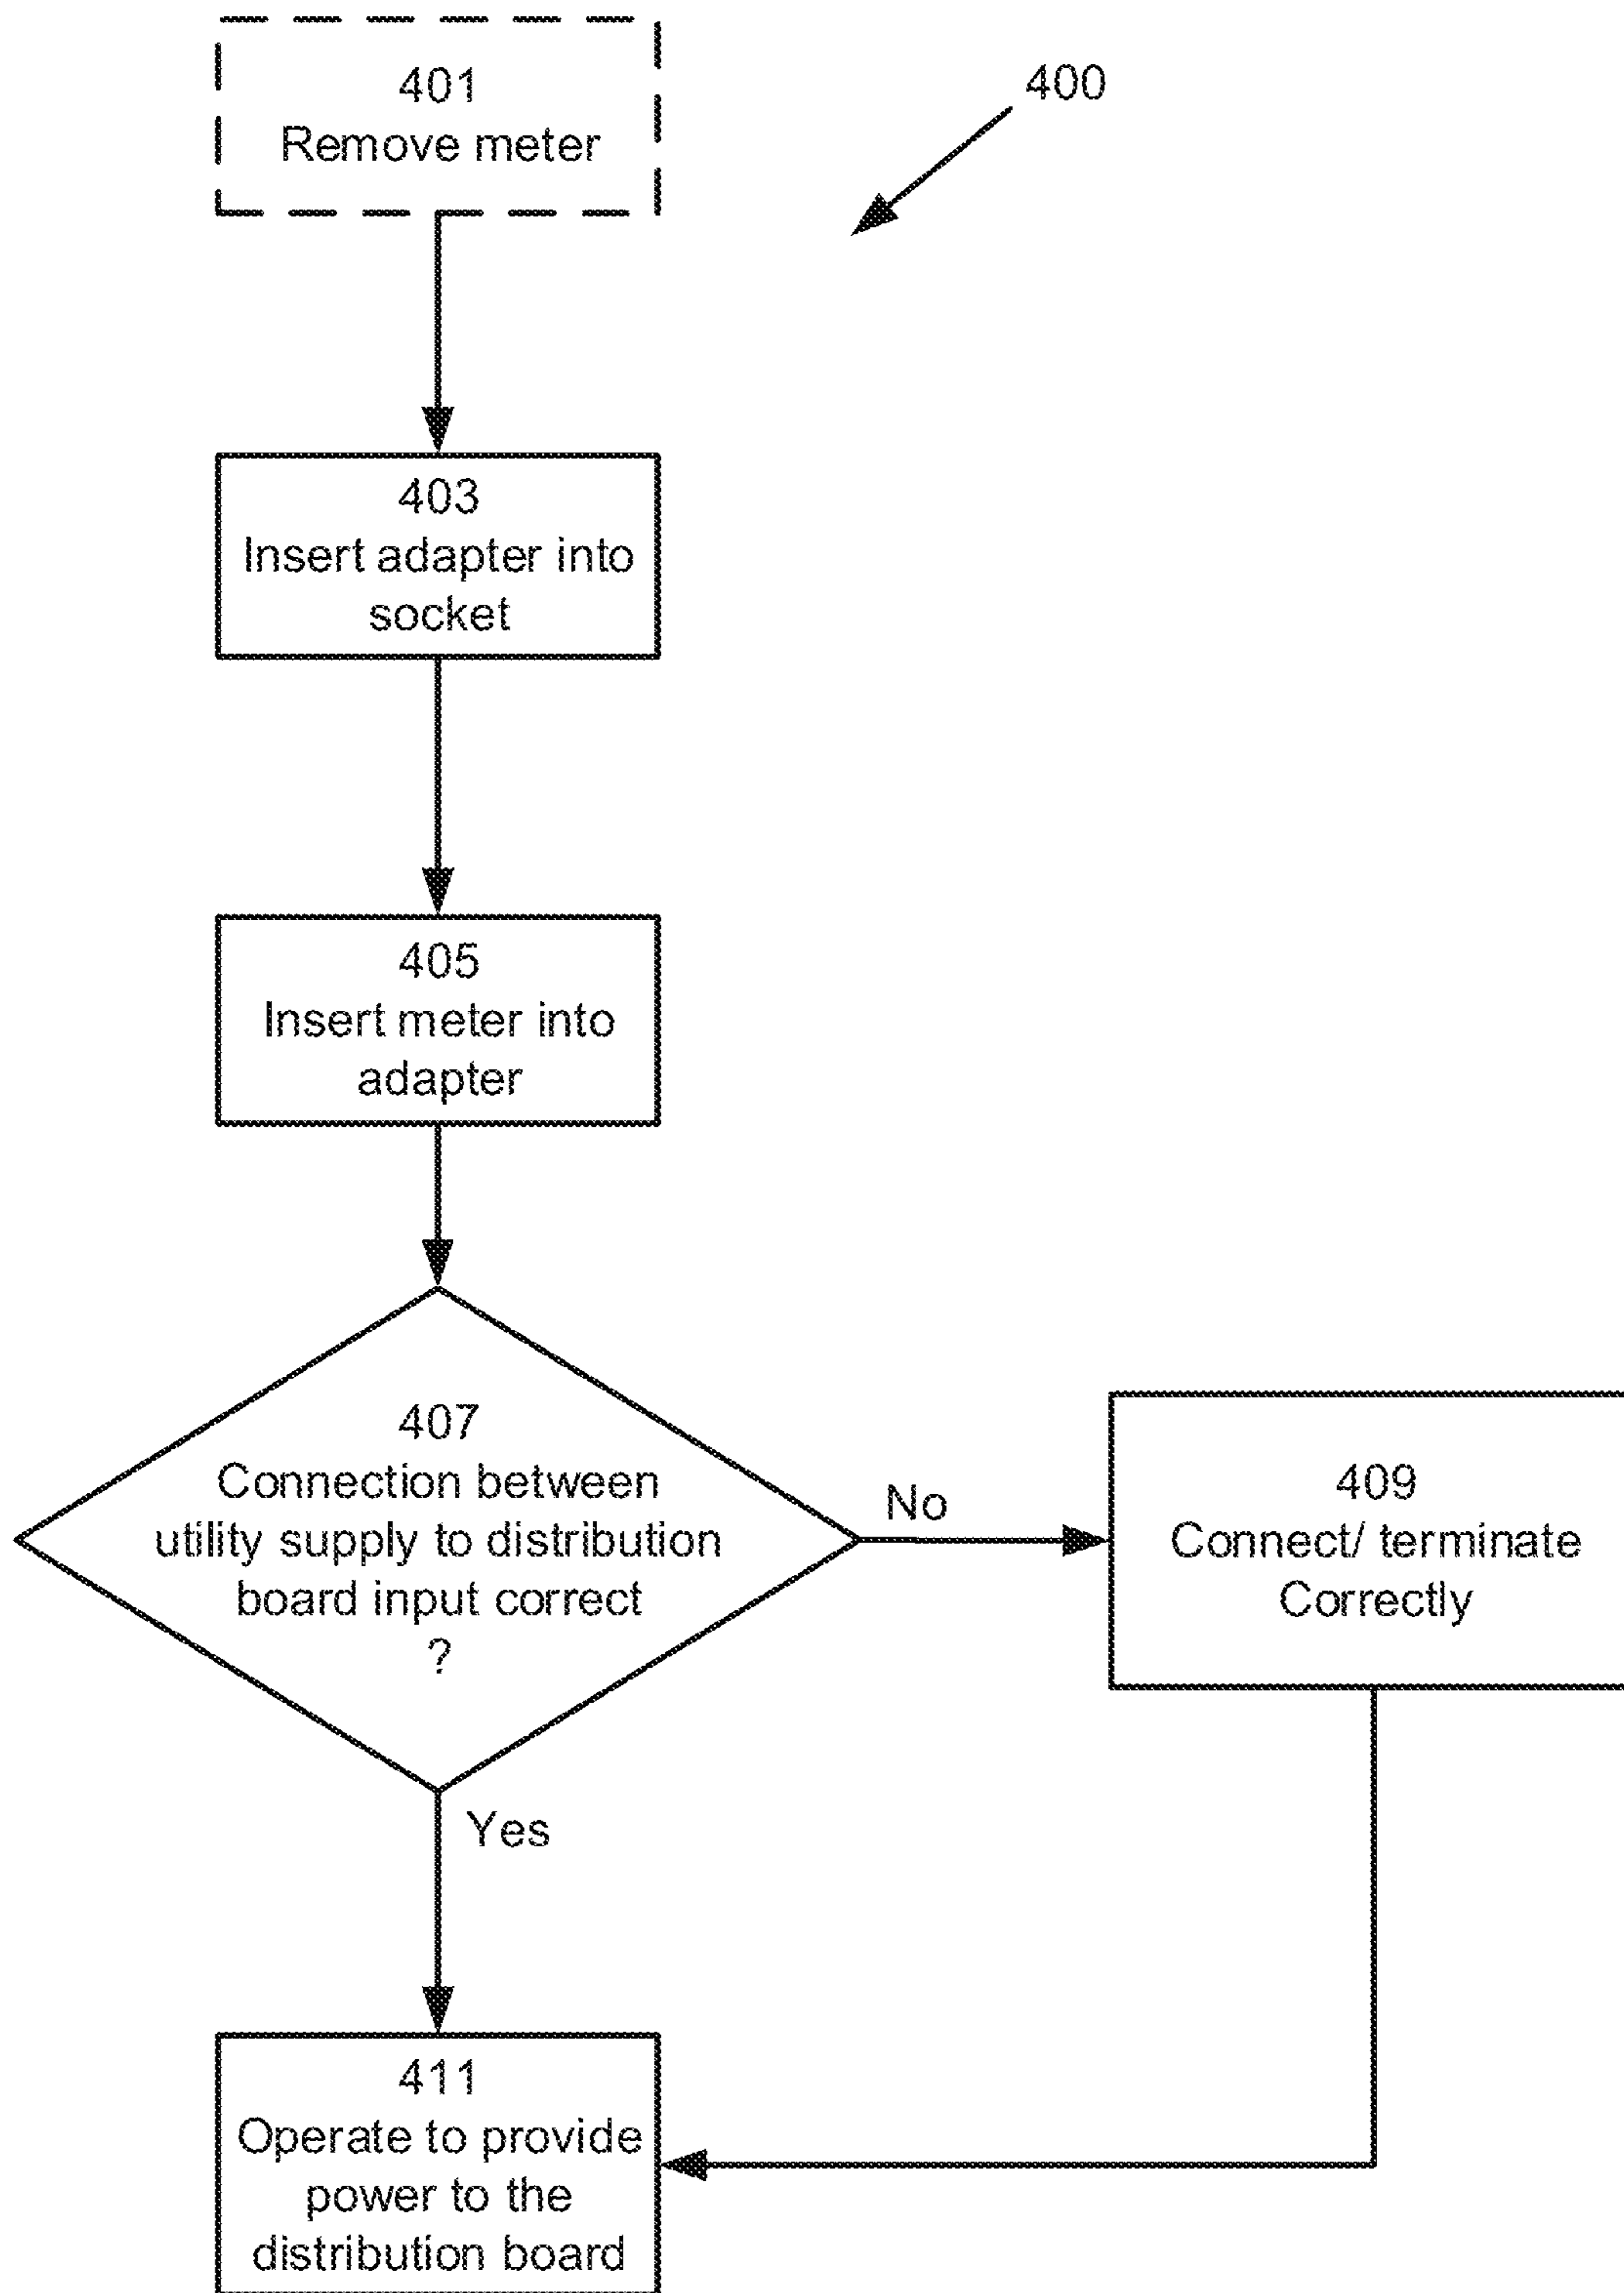 401
Remove meter
400
403
Insert adapter into
socket
405
Insert meter into
adapter
407
Connection between
utility supply to distribution
board input correct
?
No
409
Connect/ terminate
Correctly
Yes
411
Operate to provide
power to the
distribution board